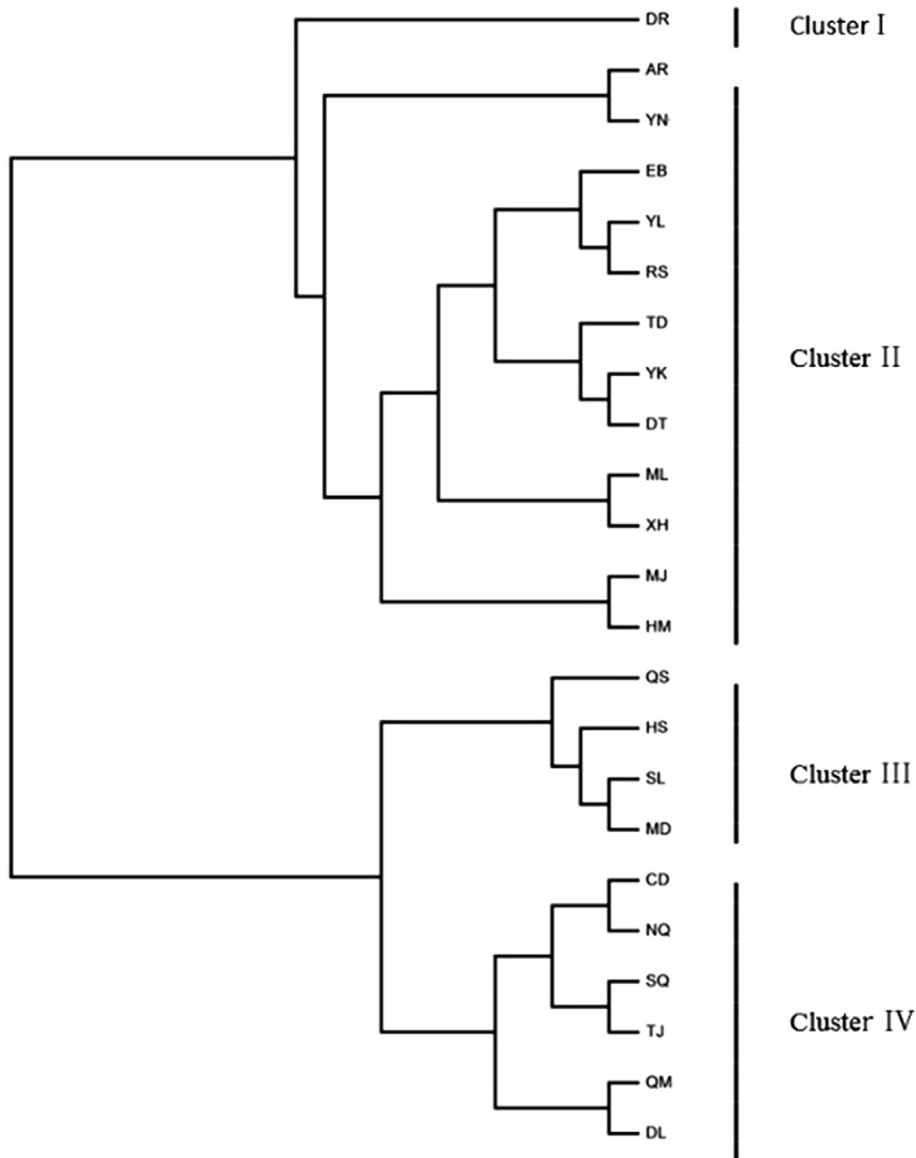 DR
Cluster Ⅰ
AR
YN
EB
YL
RS
TD
Cluster Ⅱ
YK
DT
ML
XH
MJ
HM
QS
HS
Cluster Ⅲ
SL
MD
CD
NQ
SQ
Cluster Ⅳ
TJ
QM
DL